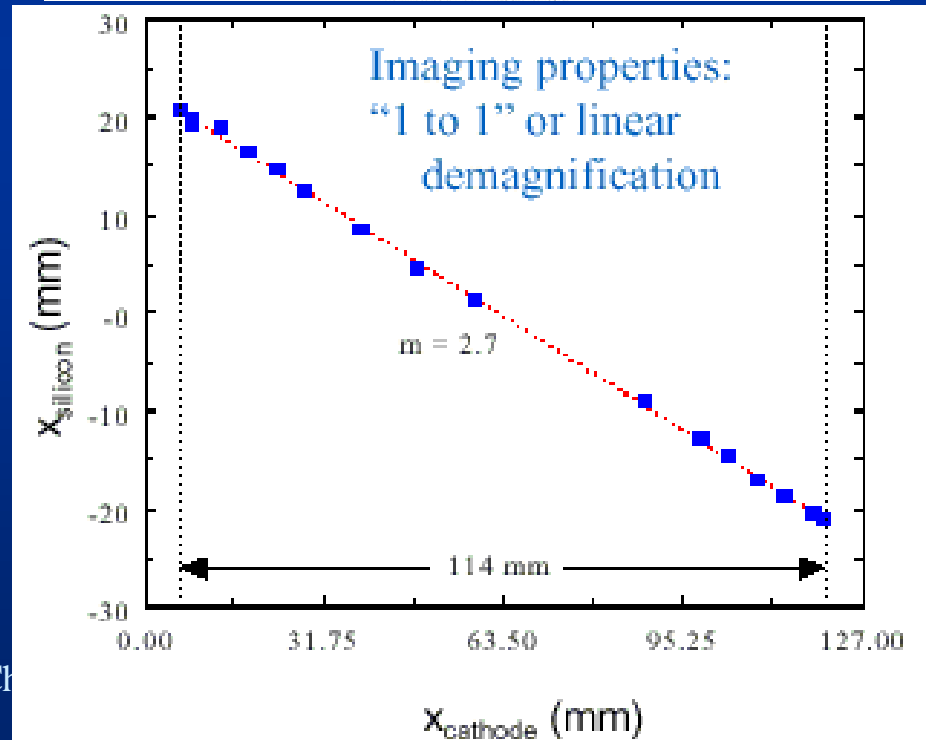 30
20
10
-0
-10
-20
-30
Imaging properties:
“1 to 1” or linear
demagnification
m = 2.7
114 mm
0.00 31.75 63.50 95.25 127.00
x_silicon (mm)
x_cathode (mm)